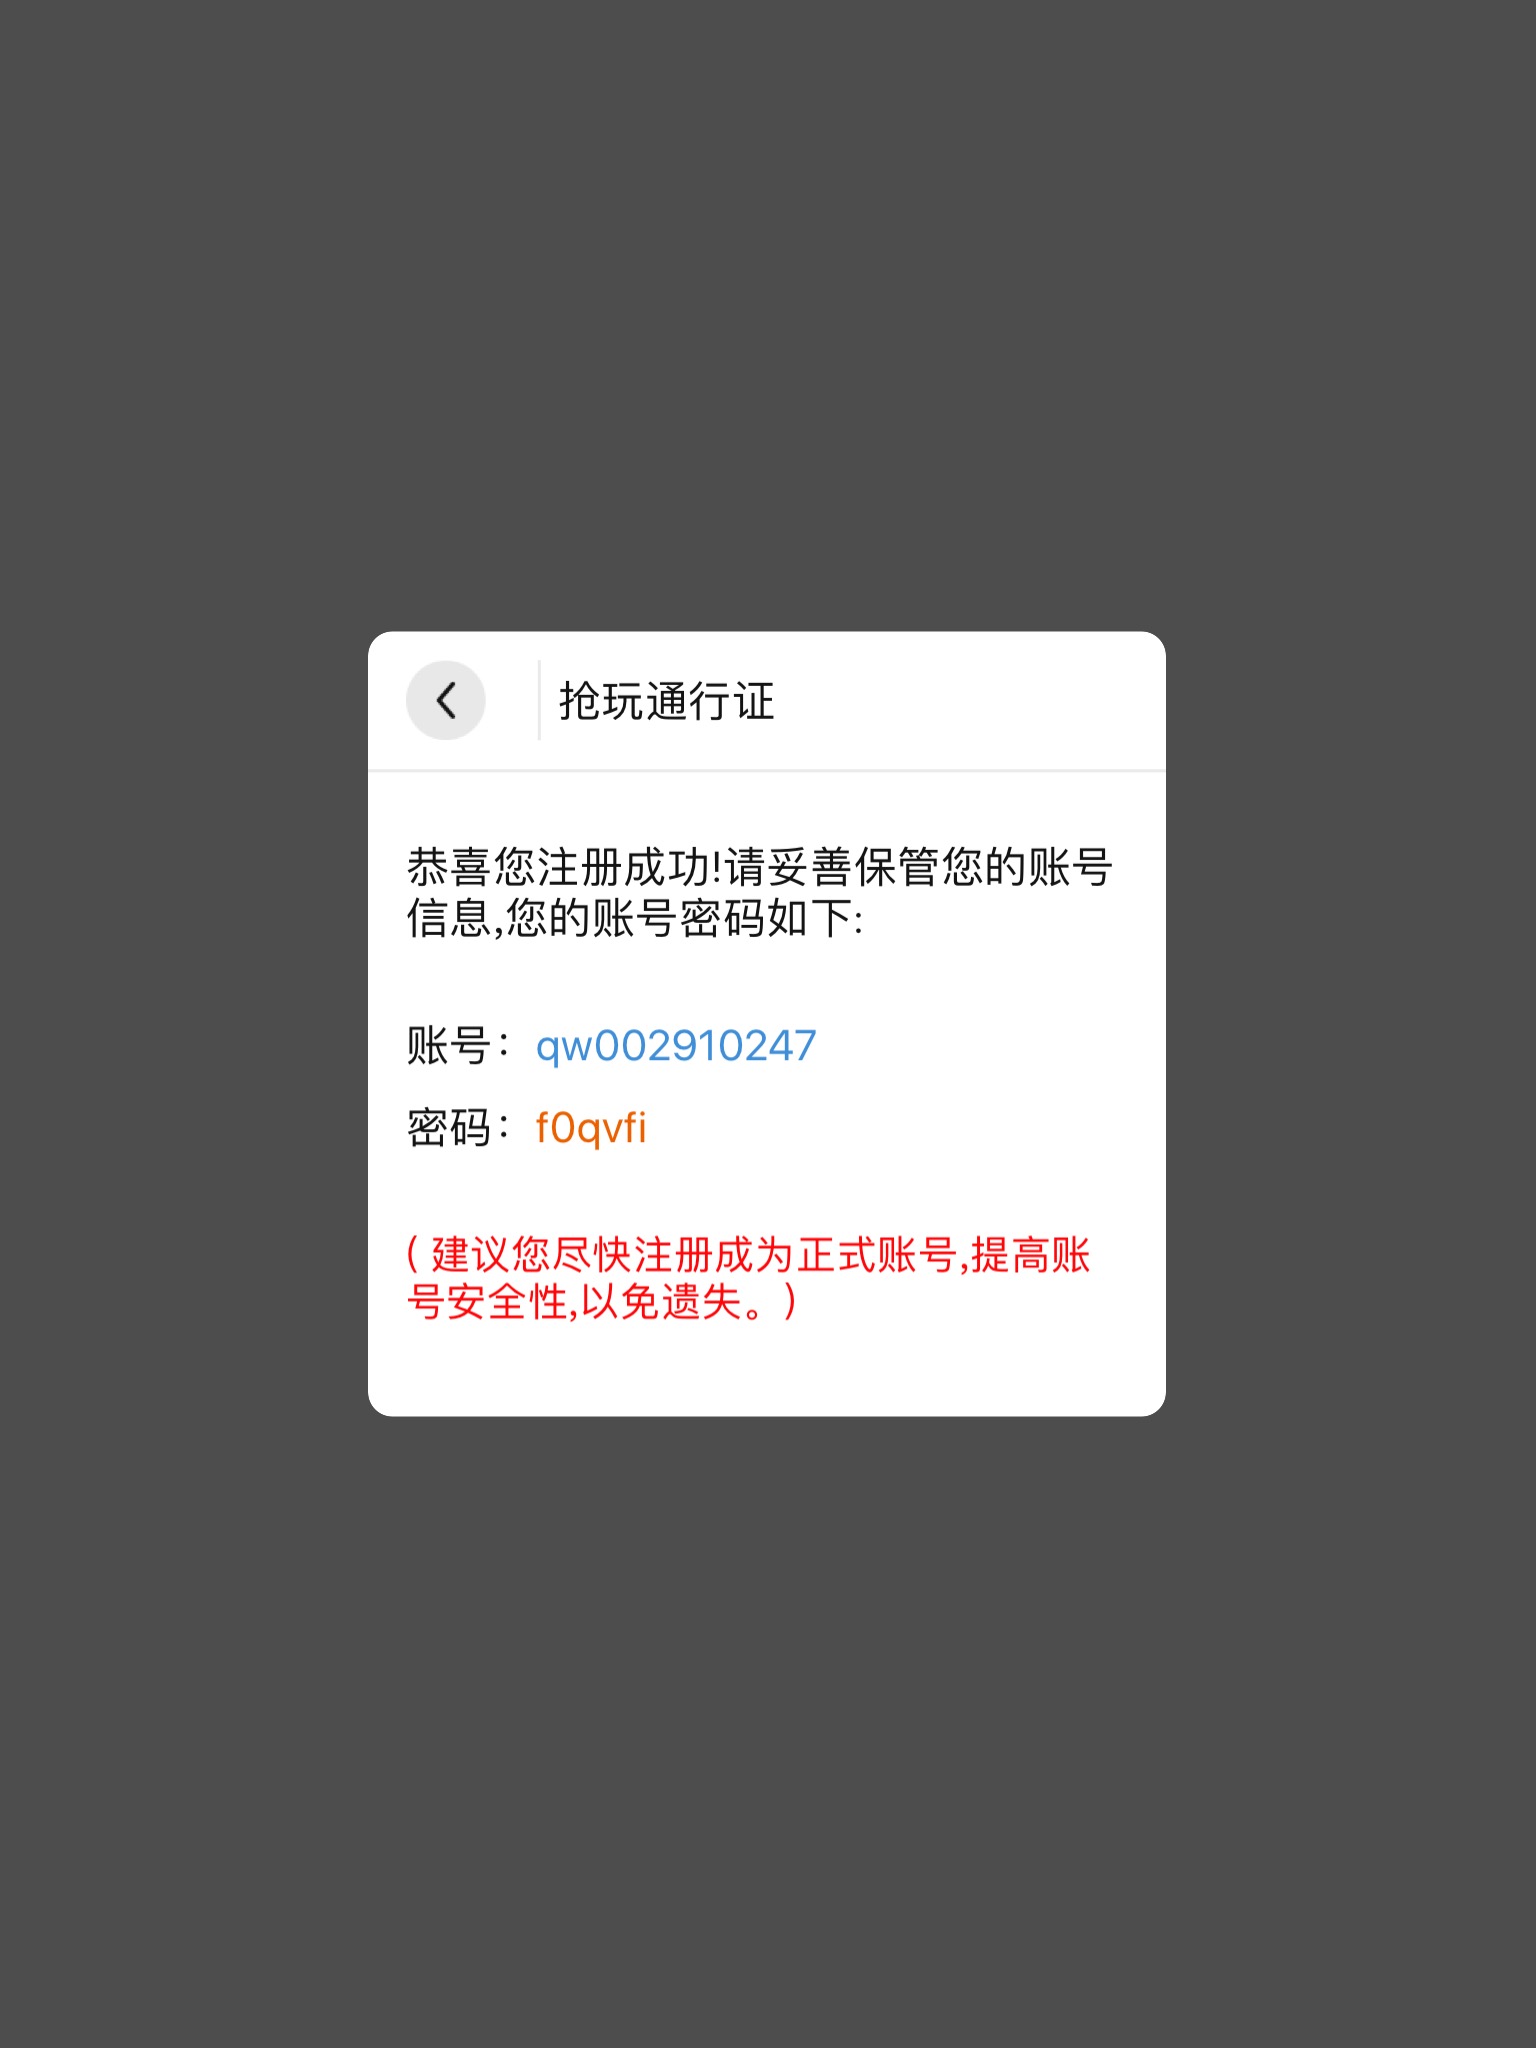 抢玩通行证
恭喜您注册成功!请妥善保管您的账号
信息,您的账号密码如下:
账号：qw002910247
密码：f0qvfi
( 建议您尽快注册成为正式账号,提高账
号安全性,以免遗失。)